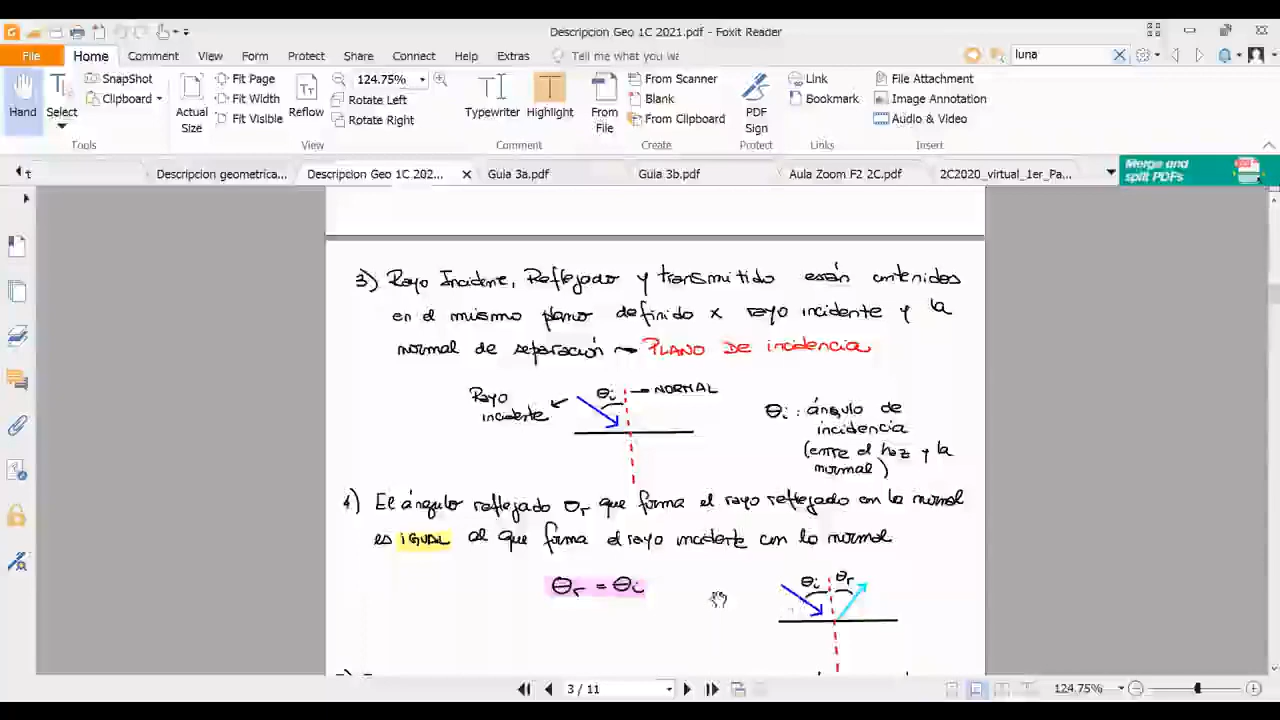 Descripcion Geo 1C 2021.pdf - Foxit Reader
File Home Comment View Form Protect Share Connect Help Extras Tell me what you wa luna
SnapShot
Clipboard
Hand
Select
Actual Size
Fit Page
Fit Width
Fit Visible
Reflow
124.75%
Rotate Left
Rotate Right
Typewriter
Highlight
From File
From Scanner
Blank
From Clipboard
PDF Sign
Link
Bookmark
File Attachment
Image Annotation
Audio & Video
Tools View Comment Create Protect Links Insert
t Descripcion geometrica... Descripcion Geo 1C 202... Guia 3a.pdf Guia 3b.pdf Aula Zoom F2 2C.pdf 2C2020_virtual_1er_Pa...
Merge and
split PDFs
3) Rayo Incidente, Reflejado y transmitido están contenidos
en el mismo plano definido x rayo incidente y la
normal de separación → PLANO DE incidencia
Rayo
incidente
θi
NORMAL
θi : ángulo de
incidencia
(entre el haz y la
normal)
4) El ángulo reflejado θr que forma el rayo reflejado con la normal
es IGUAL al que forma el rayo incidente con la normal
θr = θi
θi θr
3 / 11 124.75%